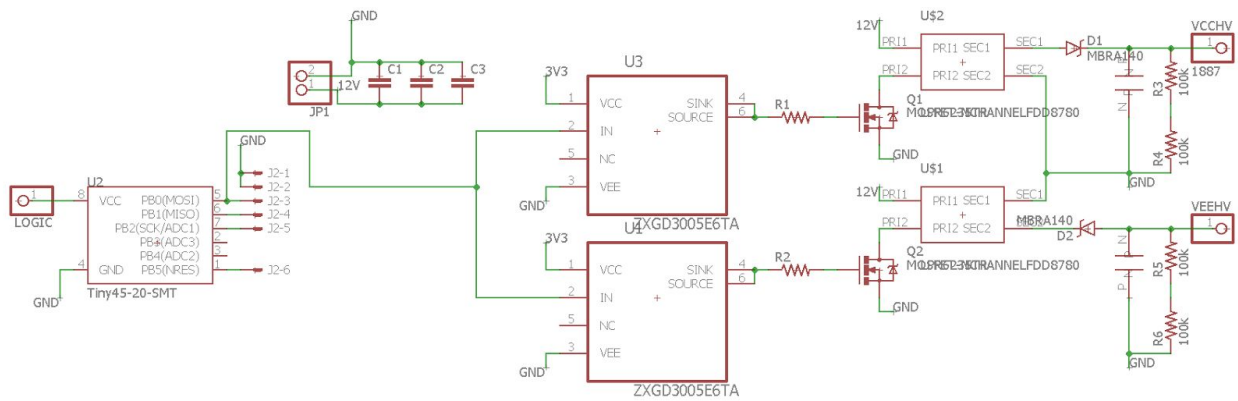 GND
12V
2
1
JP1
C1
C2
C3
U2
8
VCC
4
GND
PB0(MOSI)
PB1(MISO)
PB2(SCK/ADC1)
PB3(ADC3)
PB4(ADC2)
PB5(NRES)
5
6
7
2
3
1
Tiny45-20-SMT
1
LOGIC
GND
GND
J2-1
J2-2
J2-3
J2-4
J2-5
J2-6
U3
3V3
1
VCC
2
IN
5
NC
3
VEE
SINK
4
SOURCE
6
GND
ZXGD3005E6TA
3V3
1
VCC
2
IN
5
NC
3
VEE
SINK
4
SOURCE
6
GND
ZXGD3005E6TA
R1
R2
12V
U$2
PRI1
PRI2
PRI1 SEC1
PRI2 SEC2
SEC1
SEC2
Q1
GND
12V
U$1
PRI1
PRI2
PRI1 SEC1
PRI2 SEC2
SEC1
Q2
GND
D1
MBRA140
MBRA140
D2
VCCHV
1
1887
R3
100k
R4
100k
P
N
GND
VEEHV
1
R5
100k
R6
100k
N
P
GND